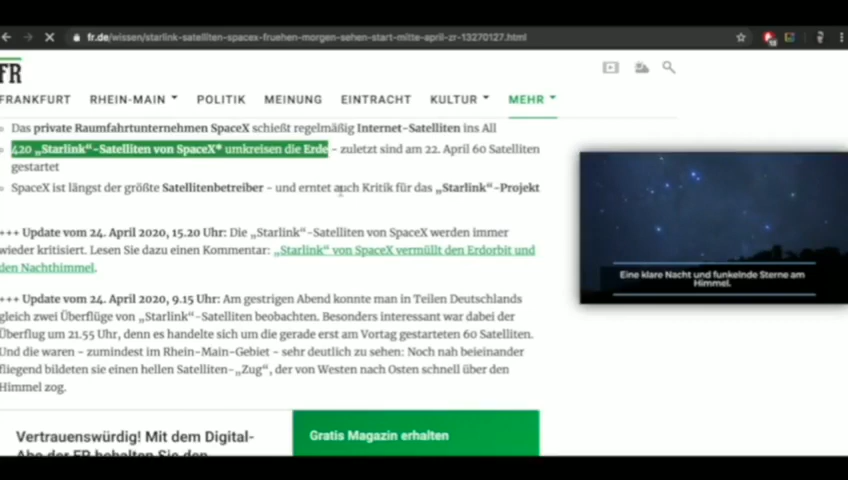 fr.de/wissen/starlink-satelliten-spacex-fruehen-morgen-sehen-start-mitte-april-zr-13270127.html
FR
FRANKFURT RHEIN-MAIN POLITIK MEINUNG EINTRACHT KULTUR MEHR
Das private Raumfahrtunternehmen SpaceX schießt regelmäßig Internet-Satelliten ins All
420 „Starlink“-Satelliten von SpaceX* umkreisen die Erde - zuletzt sind am 22. April 60 Satelliten
gestartet
SpaceX ist längst der größte Satellitenbetreiber - und erntet auch Kritik für das „Starlink“-Projekt
+++ Update vom 24. April 2020, 15.20 Uhr: Die „Starlink“-Satelliten von SpaceX werden immer
wieder kritisiert. Lesen Sie dazu einen Kommentar: „Starlink“ von SpaceX vermüllt den Erdorbit und
den Nachthimmel.
+++ Update vom 24. April 2020, 9.15 Uhr: Am gestrigen Abend konnte man in Teilen Deutschlands
gleich zwei Überflüge von „Starlink“-Satelliten beobachten. Besonders interessant war dabei der
Überflug um 21.55 Uhr, denn es handelte sich um die gerade erst am Vortag gestarteten 60 Satelliten.
Und die waren - zumindest im Rhein-Main-Gebiet - sehr deutlich zu sehen: Noch nah beieinander
fliegend bildeten sie einen hellen Satelliten-„Zug“, der von Westen nach Osten schnell über den
Himmel zog.
Eine klare Nacht und funkelnde Sterne am
Himmel.
Vertrauenswürdig! Mit dem Digital-
Abo der FR behalten Sie den
Gratis Magazin erhalten